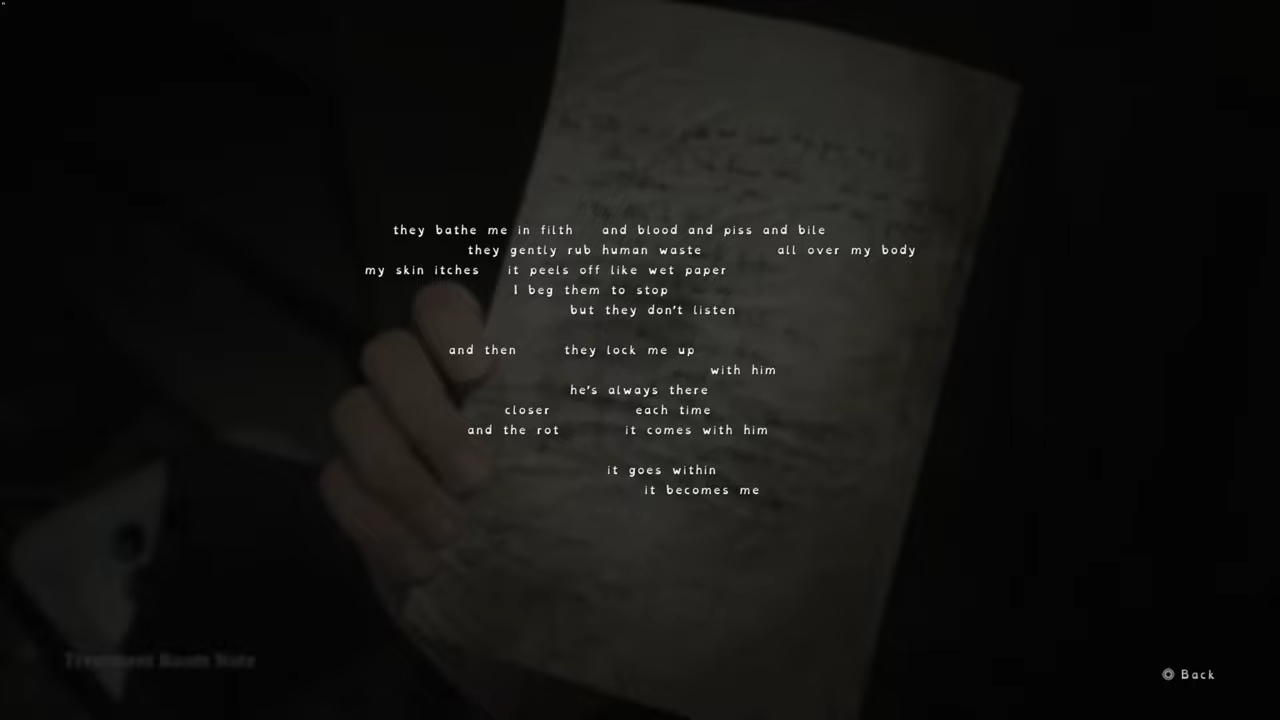 they bathe me in filth and blood and piss and bile
they gently rub human waste all over my body
my skin itches it peels off like wet paper
I beg them to stop
but they don't listen
and then they lock me up
with him
he's always there
closer each time
and the rot it comes with him
it goes within
it becomes me
Treatment Room Note
Back